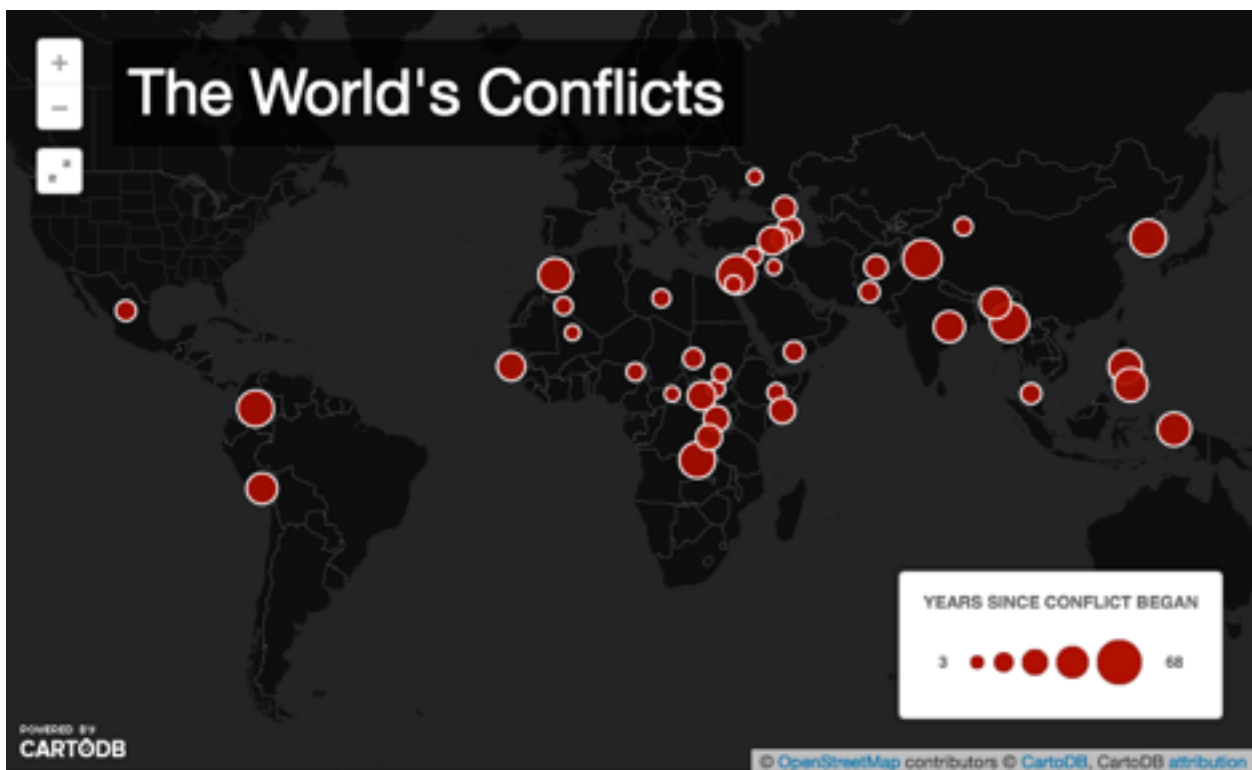 +
The World's Conflicts
−
YEARS SINCE CONFLICT BEGAN
3 68
POWERED BY
CARTODB
© OpenStreetMap contributors © CartoDB, CartoDB attribution